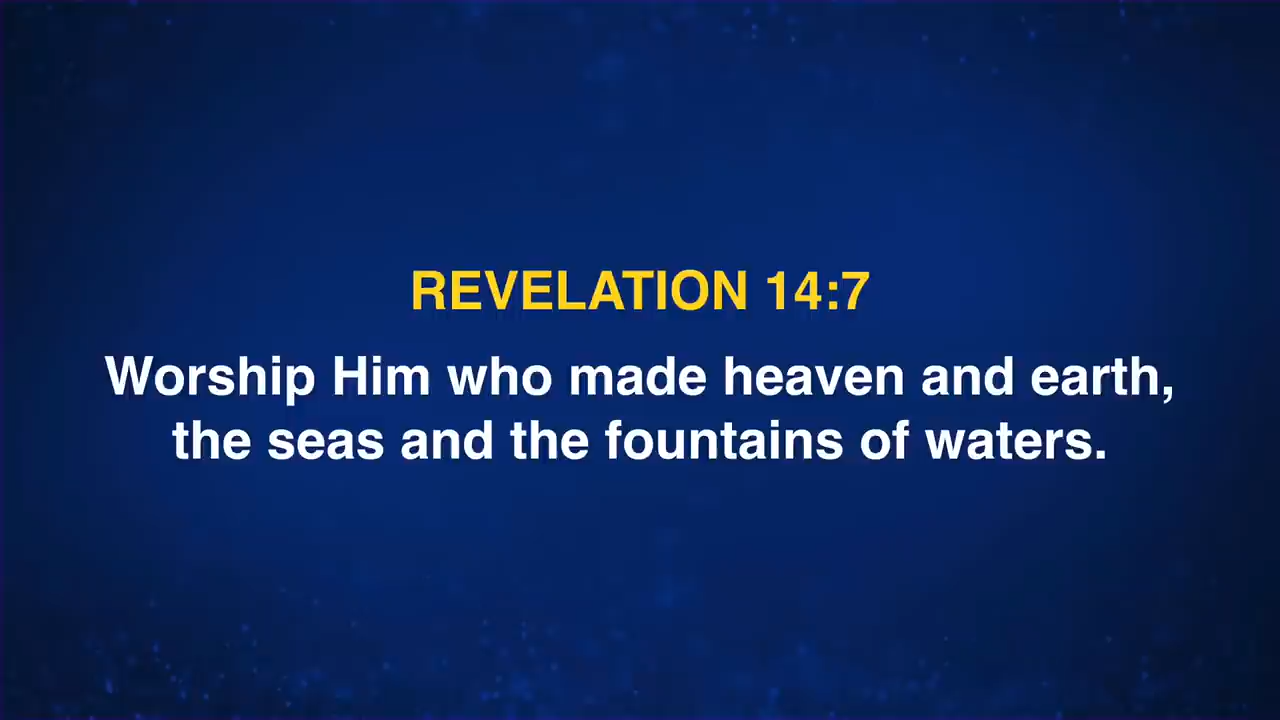 REVELATION 14:7
Worship Him who made heaven and earth,
the seas and the fountains of waters.